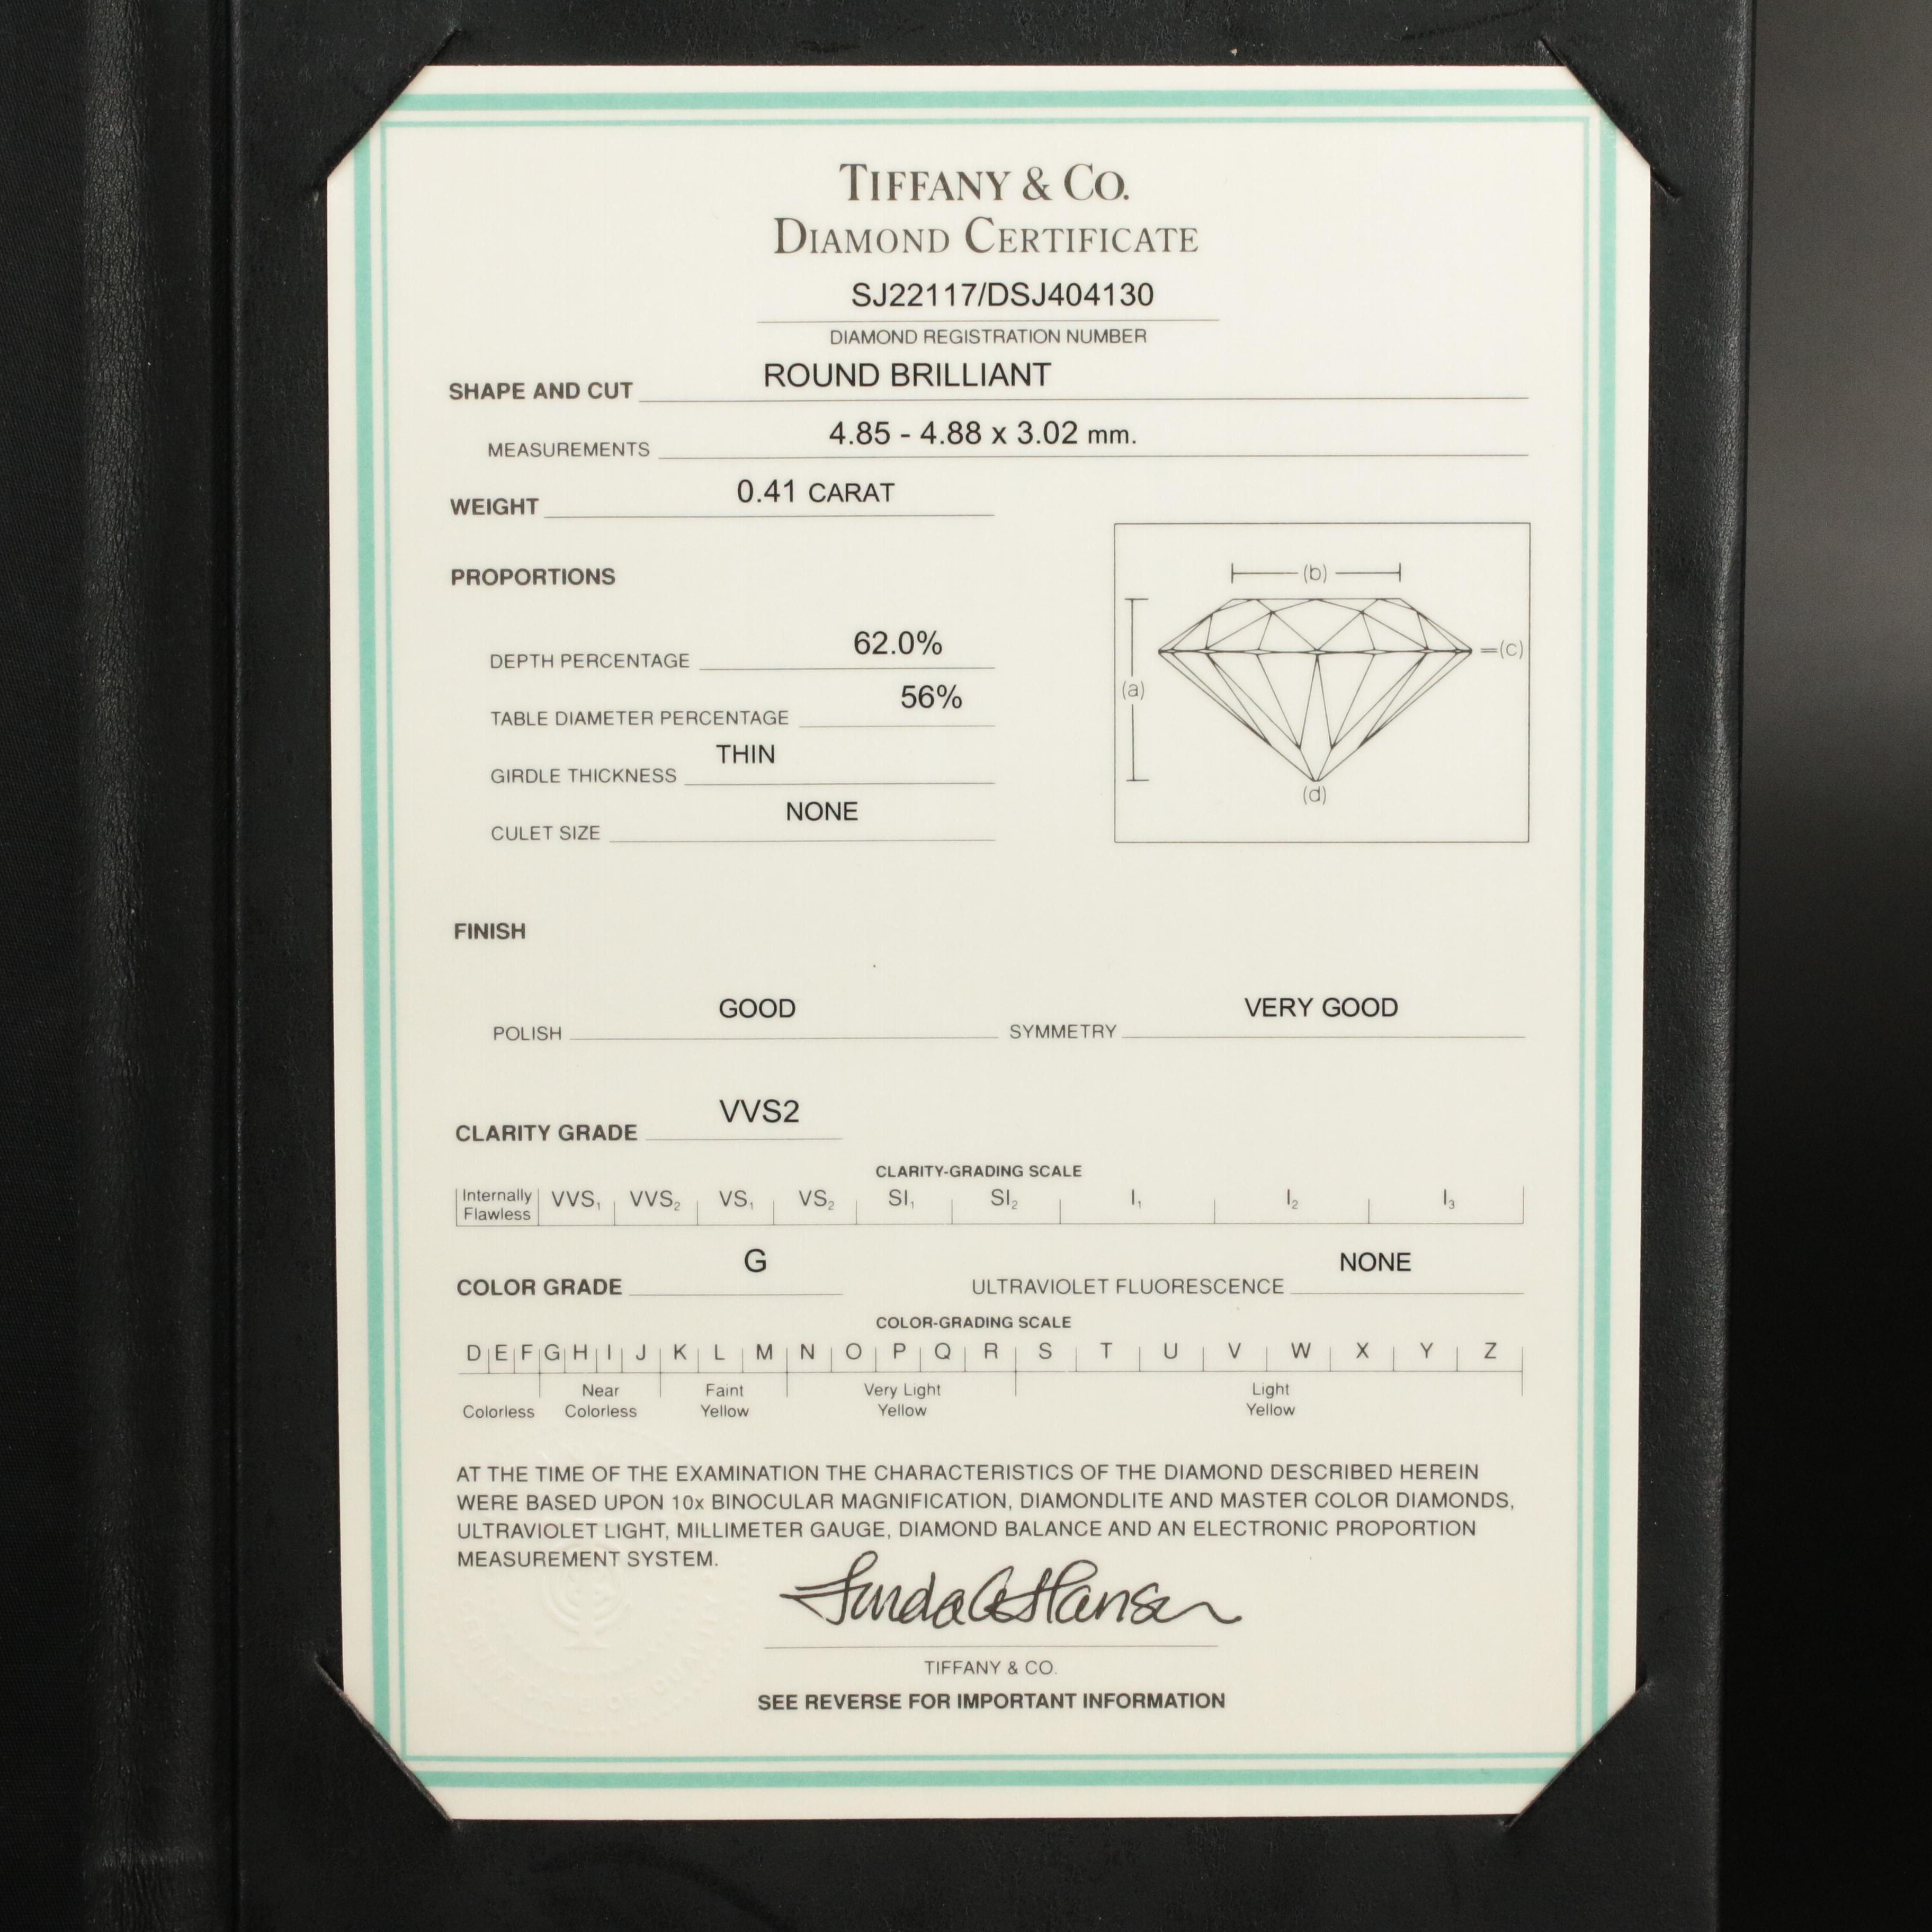 TIFFANY & CO.
DIAMOND CERTIFICATE
SJ22117/DSJ404130
DIAMOND REGISTRATION NUMBER
SHAPE AND CUT ROUND BRILLIANT
MEASUREMENTS 4.85 - 4.88 x 3.02 mm.
WEIGHT 0.41 CARAT
PROPORTIONS
(b)
(a)
(c)
(d)
DEPTH PERCENTAGE 62.0%
TABLE DIAMETER PERCENTAGE 56%
GIRDLE THICKNESS THIN
CULET SIZE NONE
FINISH
POLISH GOOD SYMMETRY VERY GOOD
CLARITY GRADE VVS2
CLARITY-GRADING SCALE
Internally Flawless VVS1 VVS2 VS1 VS2 SI1 SI2 I1 I2 I3
COLOR GRADE G ULTRAVIOLET FLUORESCENCE NONE
COLOR-GRADING SCALE
D E F G H I J K L M N O P Q R S T U V W X Y Z
Colorless Near Colorless Faint Yellow Very Light Yellow Light Yellow
AT THE TIME OF THE EXAMINATION THE CHARACTERISTICS OF THE DIAMOND DESCRIBED HEREIN
WERE BASED UPON 10x BINOCULAR MAGNIFICATION, DIAMONDLITE AND MASTER COLOR DIAMONDS,
ULTRAVIOLET LIGHT, MILLIMETER GAUGE, DIAMOND BALANCE AND AN ELECTRONIC PROPORTION
MEASUREMENT SYSTEM.
TIFFANY & CO.
SEE REVERSE FOR IMPORTANT INFORMATION